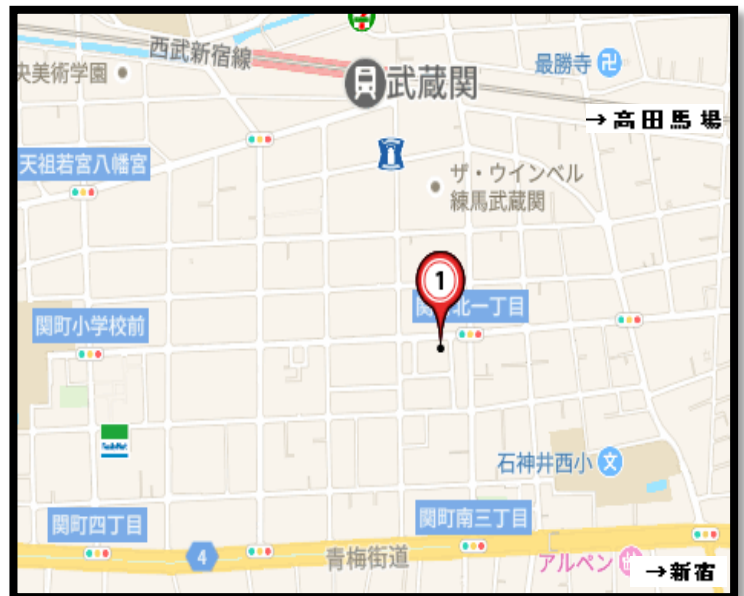 西武新宿線
央美術学園
武蔵関
最勝寺
→高田馬場
天祖若宮八幡宮
ザ・ウインベル
練馬武蔵関
1
北一丁目
関町小学校前
FamilyMart
石神井西小
文
関町四丁目
関町南三丁目
4
青梅街道
アルペン
→新宿